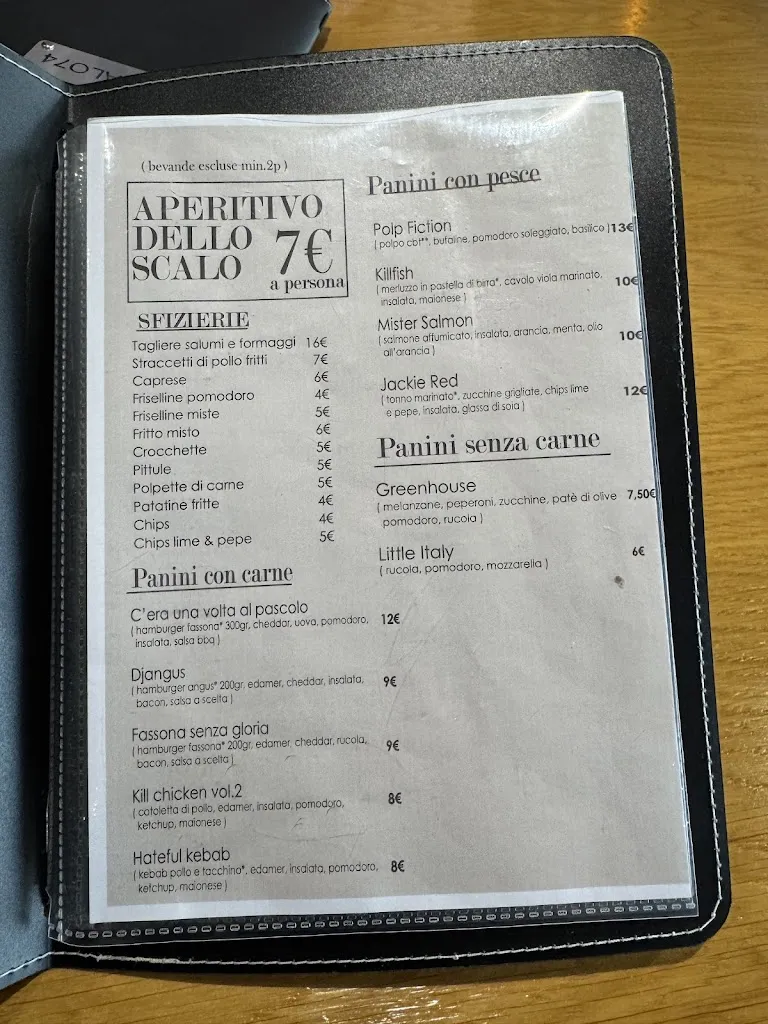 ALO74
( bevande escluse min.2p )
APERITIVO
DELLO
SCALO
7€
a persona
SFIZIERIE
Tagliere salumi e formaggi 16€
Straccetti di pollo fritti 7€
Caprese 6€
Friselline pomodoro 4€
Friselline miste 5€
Fritto misto 6€
Crocchette 5€
Pittule 5€
Polpette di carne 5€
Patatine fritte 4€
Chips 4€
Chips lime & pepe 5€
Panini con carne
C'era una volta al pascolo
( hamburger fassona* 300gr, cheddar, uova, pomodoro, 12€
insalata, salsa bbq )
Djangus
( hamburger angus* 200gr, edamer, cheddar, insalata, 9€
bacon, salsa a scelta )
Fassona senza gloria
( hamburger fassona* 200gr, edamer, cheddar, rucola, 9€
bacon, salsa a scelta )
Kill chicken vol.2
( cotoletta di pollo, edamer, insalata, pomodoro, 8€
ketchup, maionese )
Hateful kebab
( kebab pollo e tacchino*, edamer, insalata, pomodoro, 8€
ketchup, maionese )
Panini con pesce
Polp Fiction
( polpo cbt**, bufaline, pomodoro soleggiato, basilico ) 13€
Killfish
( merluzzo in pastella di birra*, cavolo viola marinato, 10€
insalata, maionese )
Mister Salmon
( salmone affumicato, insalata, arancia, menta, olio 10€
all'arancia )
Jackie Red
( tonno marinato*, zucchine grigliate, chips lime 12€
e pepe, insalata, glassa di soia )
Panini senza carne
Greenhouse
( melanzane, peperoni, zucchine, patè di olive 7,50€
pomodoro, rucola )
Little Italy
( rucola, pomodoro, mozzarella ) 6€